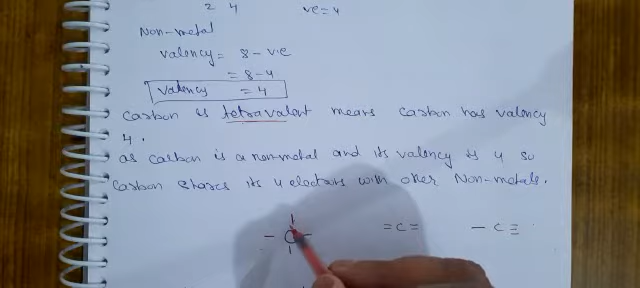 2 4 ve=4
Non-metal
Valency = 8 - v.e
= 8-4
Valency = 4
Carbon is tetravalent means carbon has valency
4.
as carbon is a non-metal and its valency is 4 so
Carbon shares its 4 electrons with other Non-metals.
- C - =C= - C ≡